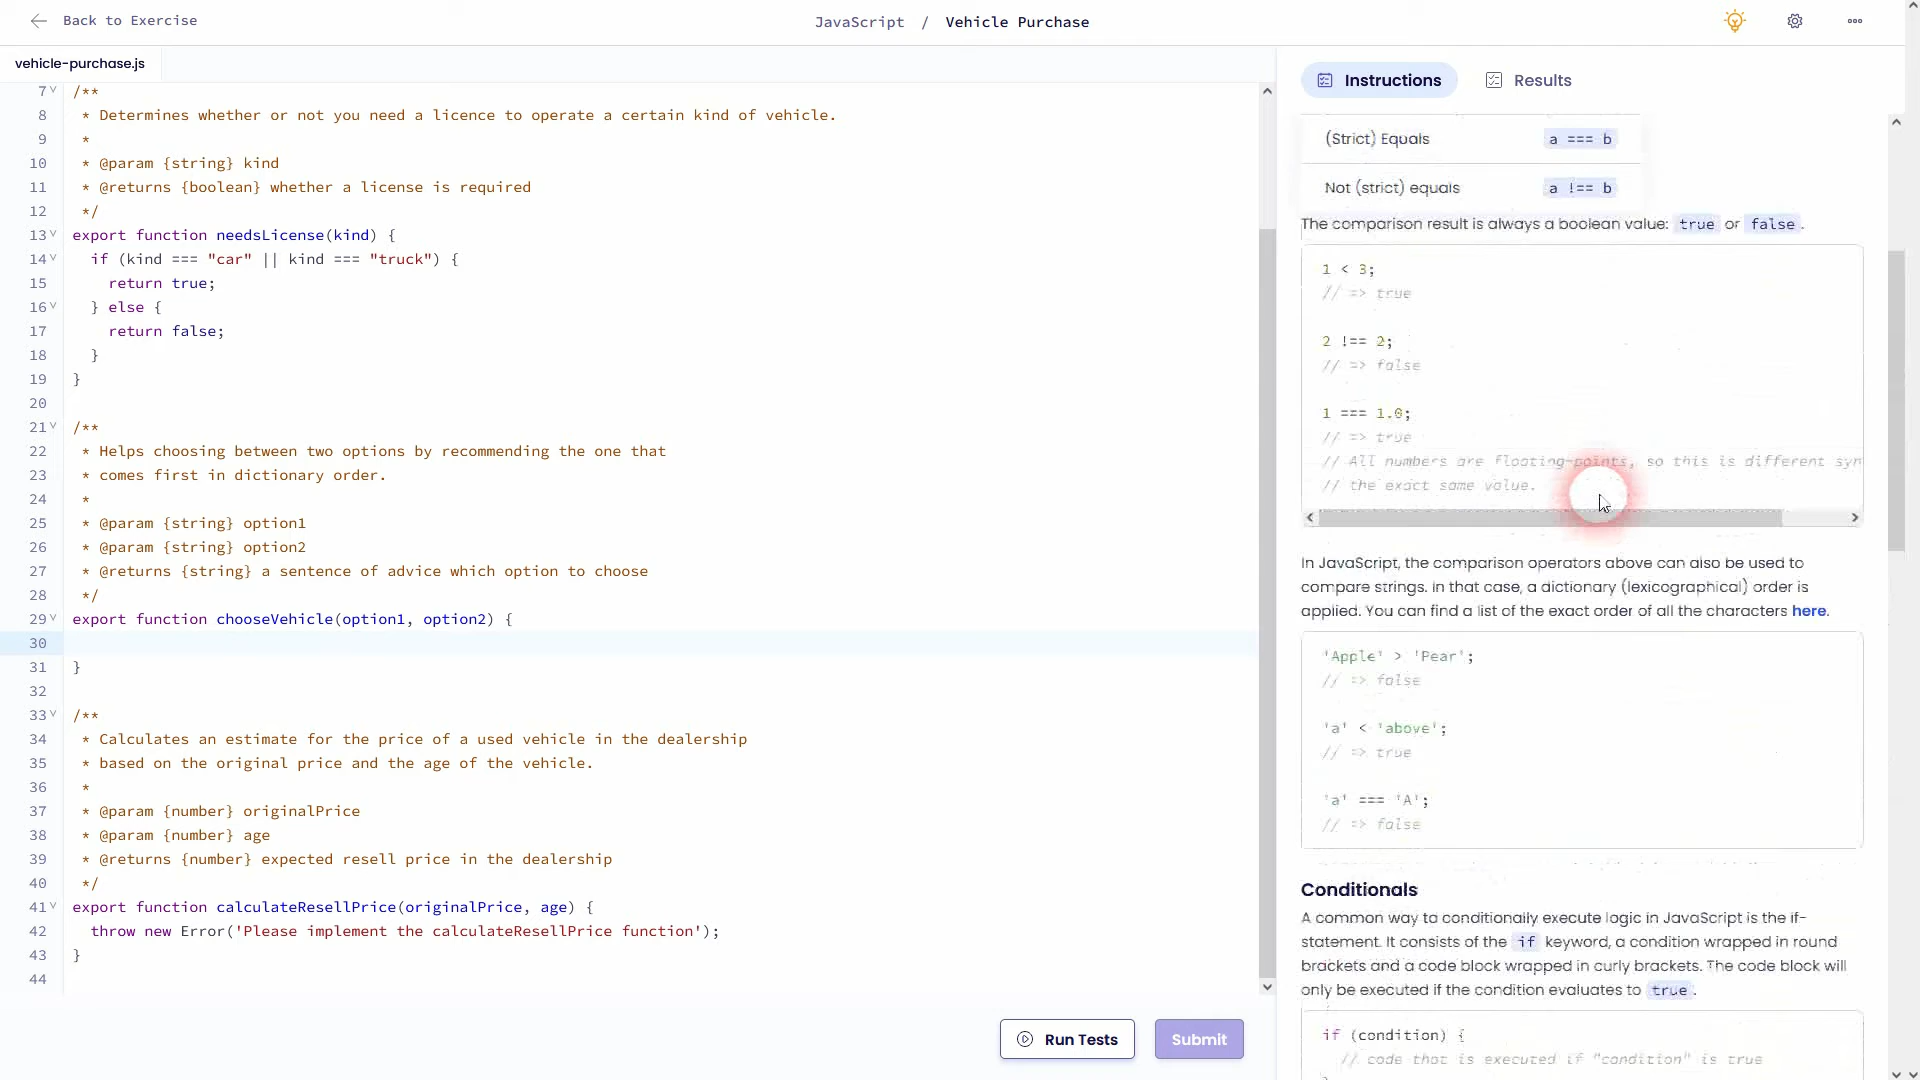 Back to Exercise
JavaScript / Vehicle Purchase
vehicle-purchase.js
7 /**
8 * Determines whether or not you need a licence to operate a certain kind of vehicle.
9 *
10 * @param {string} kind
11 * @returns {boolean} whether a license is required
12 */
13 export function needsLicense(kind) {
14 if (kind === "car" || kind === "truck") {
15 return true;
16 } else {
17 return false;
18 }
19 }
20
21 /**
22 * Helps choosing between two options by recommending the one that
23 * comes first in dictionary order.
24 *
25 * @param {string} option1
26 * @param {string} option2
27 * @returns {string} a sentence of advice which option to choose
28 */
29 export function chooseVehicle(option1, option2) {
30
31 }
32
33 /**
34 * Calculates an estimate for the price of a used vehicle in the dealership
35 * based on the original price and the age of the vehicle.
36 *
37 * @param {number} originalPrice
38 * @param {number} age
39 * @returns {number} expected resell price in the dealership
40 */
41 export function calculateResellPrice(originalPrice, age) {
42 throw new Error('Please implement the calculateResellPrice function');
43 }
44
Run Tests
Submit
Instructions
Results
(Strict) Equals a === b
Not (strict) equals a !== b
The comparison result is always a boolean value: true or false.
1 < 3;
// => true
2 !== 2;
// => false
1 === 1.0;
// => true
// All numbers are floating-points, so this is different syn
// the exact same value.
In JavaScript, the comparison operators above can also be used to
compare strings. In that case, a dictionary (lexicographical) order is
applied. You can find a list of the exact order of all the characters here.
'Apple' > 'Pear';
// => false
'a' < 'above';
// => true
'a' === 'A';
// => false
Conditionals
A common way to conditionally execute logic in JavaScript is the if-
statement. It consists of the if keyword, a condition wrapped in round
brackets and a code block wrapped in curly brackets. The code block will
only be executed if the condition evaluates to true.
if (condition) {
// code that is executed if "condition" is true